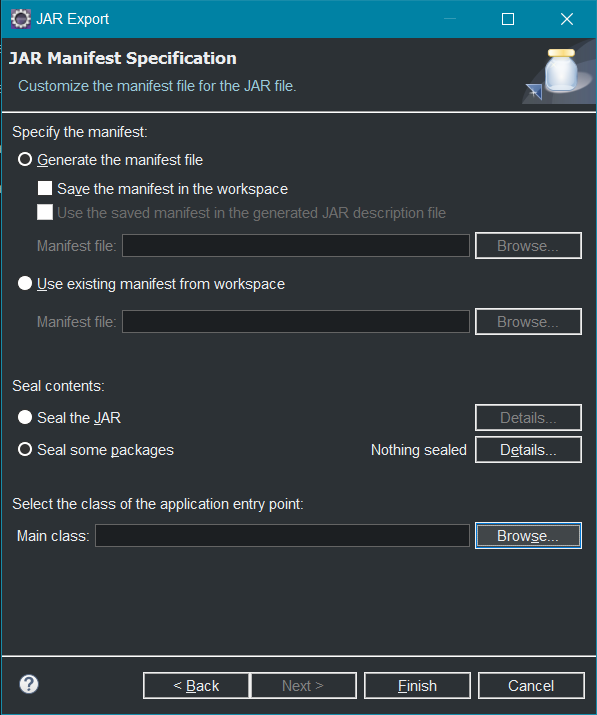 JAR Export
JAR Manifest Specification
Customize the manifest file for the JAR file.
Specify the manifest:
Generate the manifest file
Save the manifest in the workspace
Use the saved manifest in the generated JAR description file
Manifest file: Browse...
Use existing manifest from workspace
Manifest file: Browse...
Seal contents:
Seal the JAR Details...
Seal some packages Nothing sealed Details...
Select the class of the application entry point:
Main class: Browse...
? < Back Next > Finish Cancel